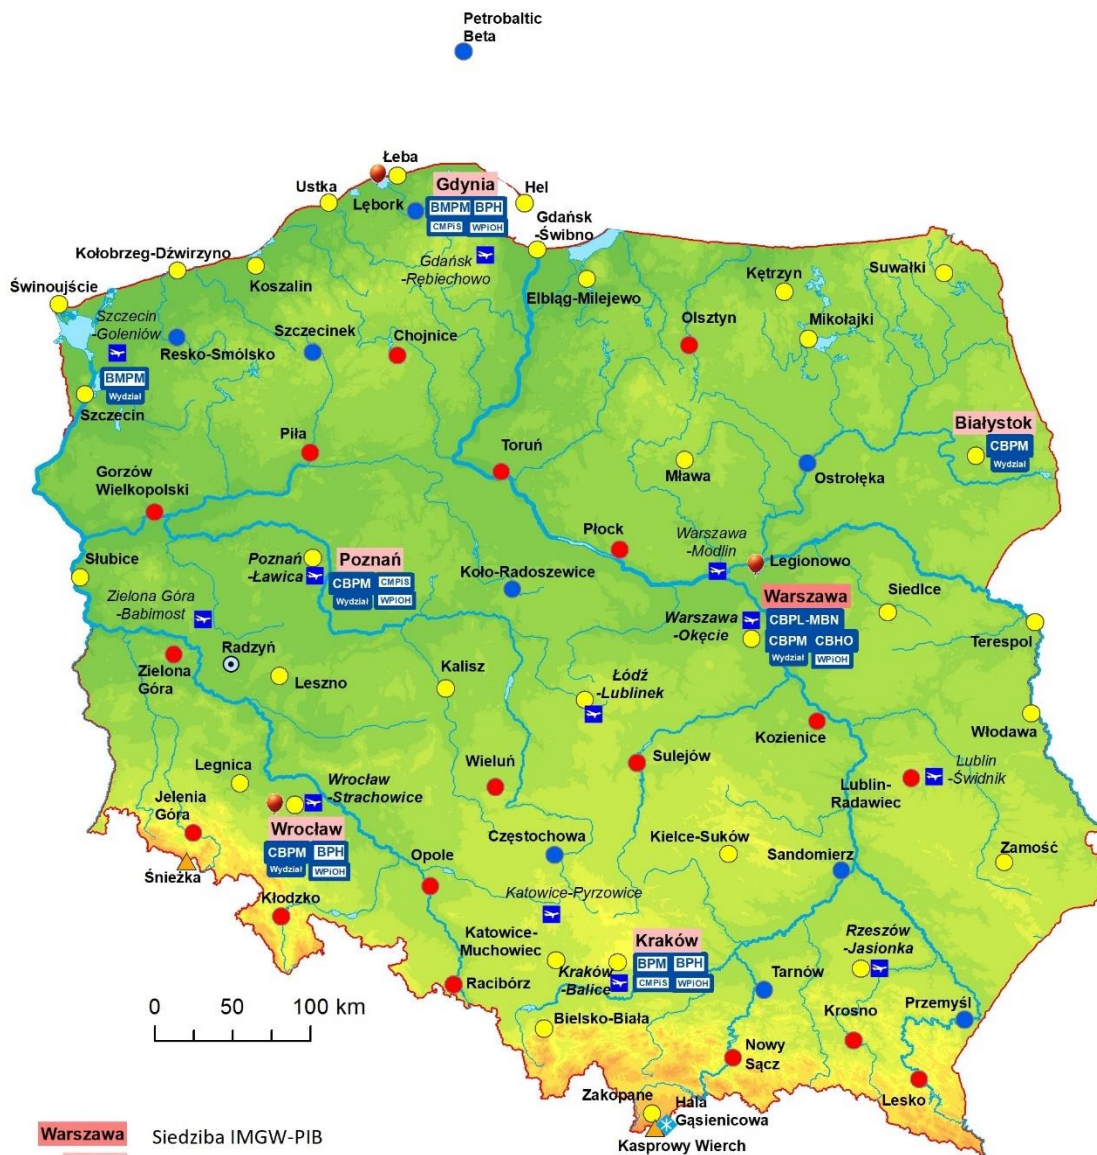 Petrobaltic
Beta
Łeba
Ustka
Gdynia
Hel
Lębork
BMPM BPH
CMPiS WPiOH
Gdańsk
-Świbno
Kołobrzeg-Dźwirzyno
Gdańsk
-Rębiechowo
Koszalin
Świnoujście
Elbląg-Milejewo
Kętrzyn
Suwałki
Szczecin
-Goleniów
Resko-Smólsko
Szczecinek
Chojnice
Olsztyn
Mikołajki
BMPM
Wydział
Szczecin
Piła
Toruń
Mława
Ostrołęka
Białystok
CBPM
Wydział
Gorzów
Wielkopolski
Płock
Warszawa
-Modlin
Legionowo
Słubice
Poznań
-Ławica
Poznań
CBPM CMPiS
Wydział WPiOH
Koło-Radoszewice
Warszawa
CBPL-MBN
CBPM CBHO
Wydział WPiOH
Warszawa
-Okęcie
Siedlce
Terespol
Zielona Góra
-Babimost
Radzyń
Zielona
Góra
Leszno
Kalisz
Łódź
-Lublinek
Kozienice
Włodawa
Legnica
Wrocław
-Strachowice
Wieluń
Sulejów
Lublin-
Radawiec
Lublin
-Świdnik
Jelenia
Góra
Wrocław
CBPM BPH
Wydział WPiOH
Śnieżka
Opole
Częstochowa
Kielce-Suków
Sandomierz
Zamość
Kłodzko
Katowice-Pyrzowice
Katowice-
Muchowiec
Kraków
BPM BPH
CMPiS WPiOH
Kraków
-Balice
Rzeszów
-Jasionka
Racibórz
Tarnów
Przemyśl
0 50 100 km
Bielsko-Biała
Krosno
Nowy
Sącz
Lesko
Zakopane
Hala
Gąsienicowa
Kasprowy Wierch
Warszawa Siedziba IMGW-PIB